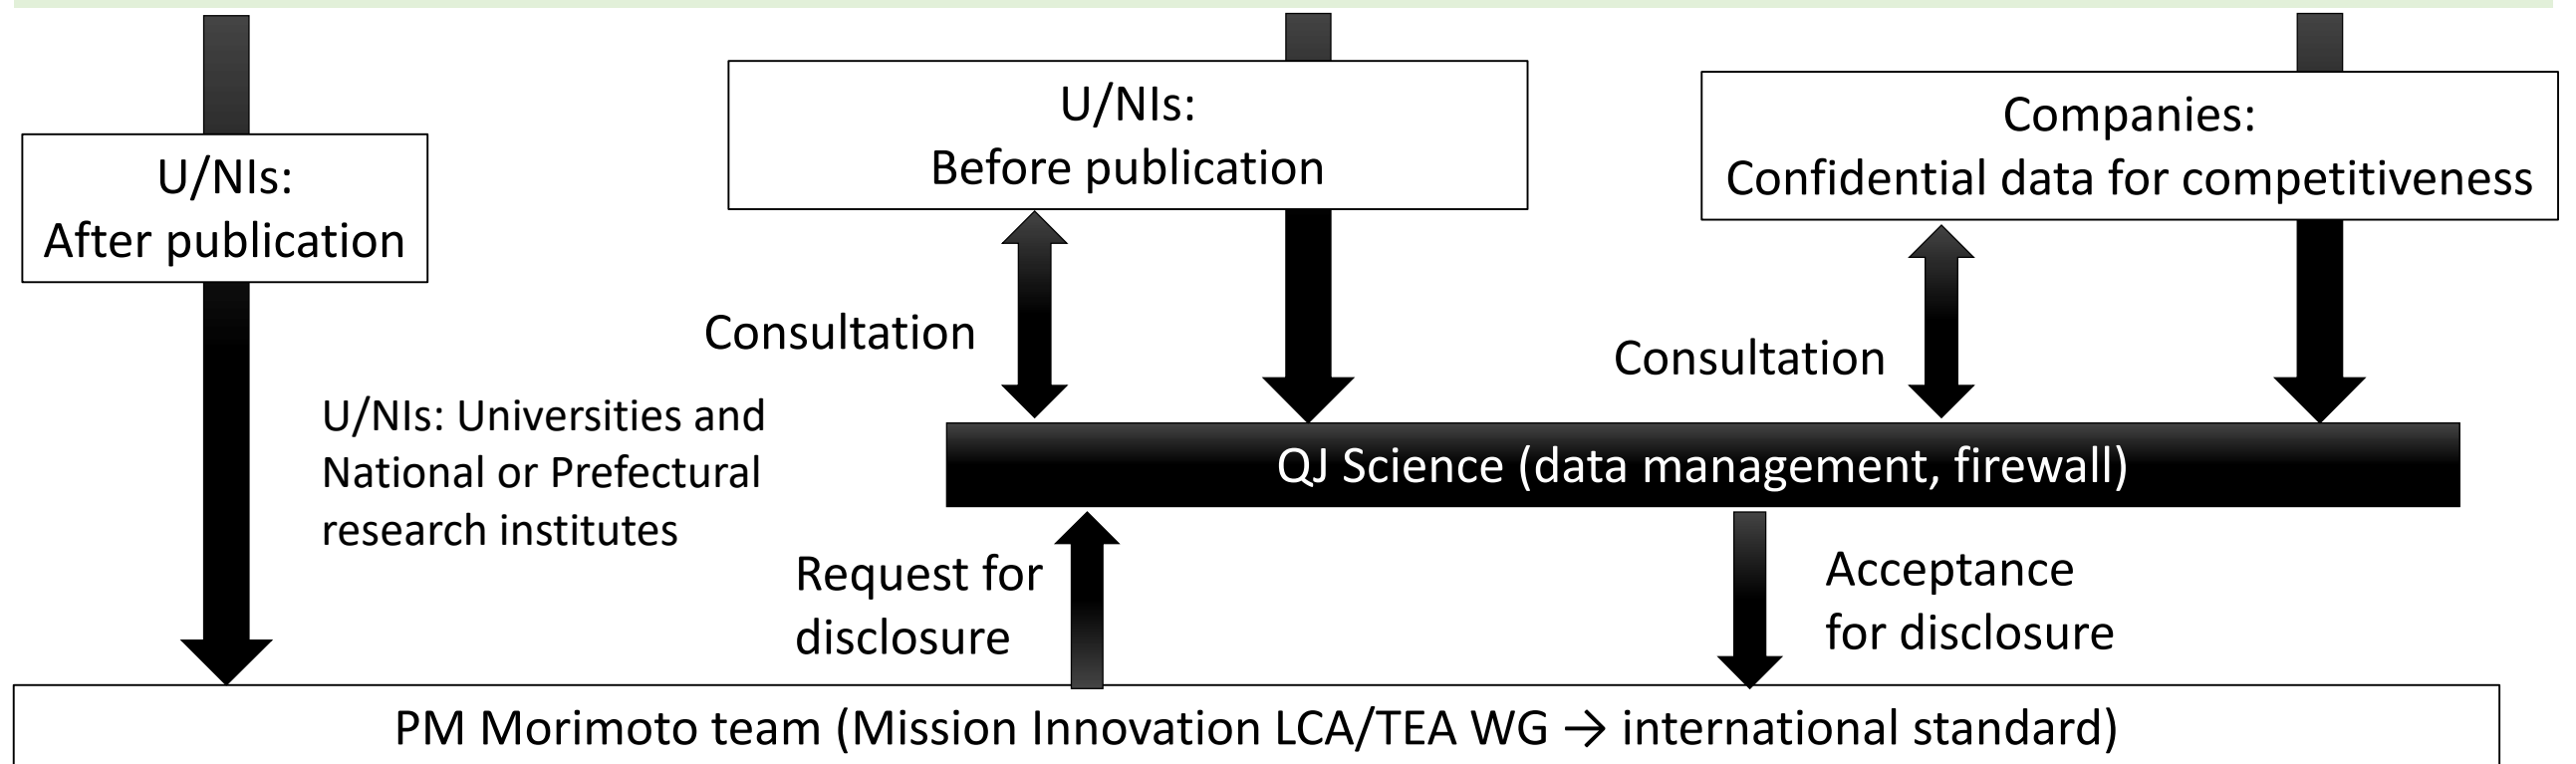 U/NIs:
After publication
U/NIs:
Before publication
Companies:
Confidential data for competitiveness
Consultation
Consultation
U/NIs: Universities and
National or Prefectural
research institutes
QJ Science (data management, firewall)
Request for
disclosure
Acceptance
for disclosure
PM Morimoto team (Mission Innovation LCA/TEA WG → international standard)